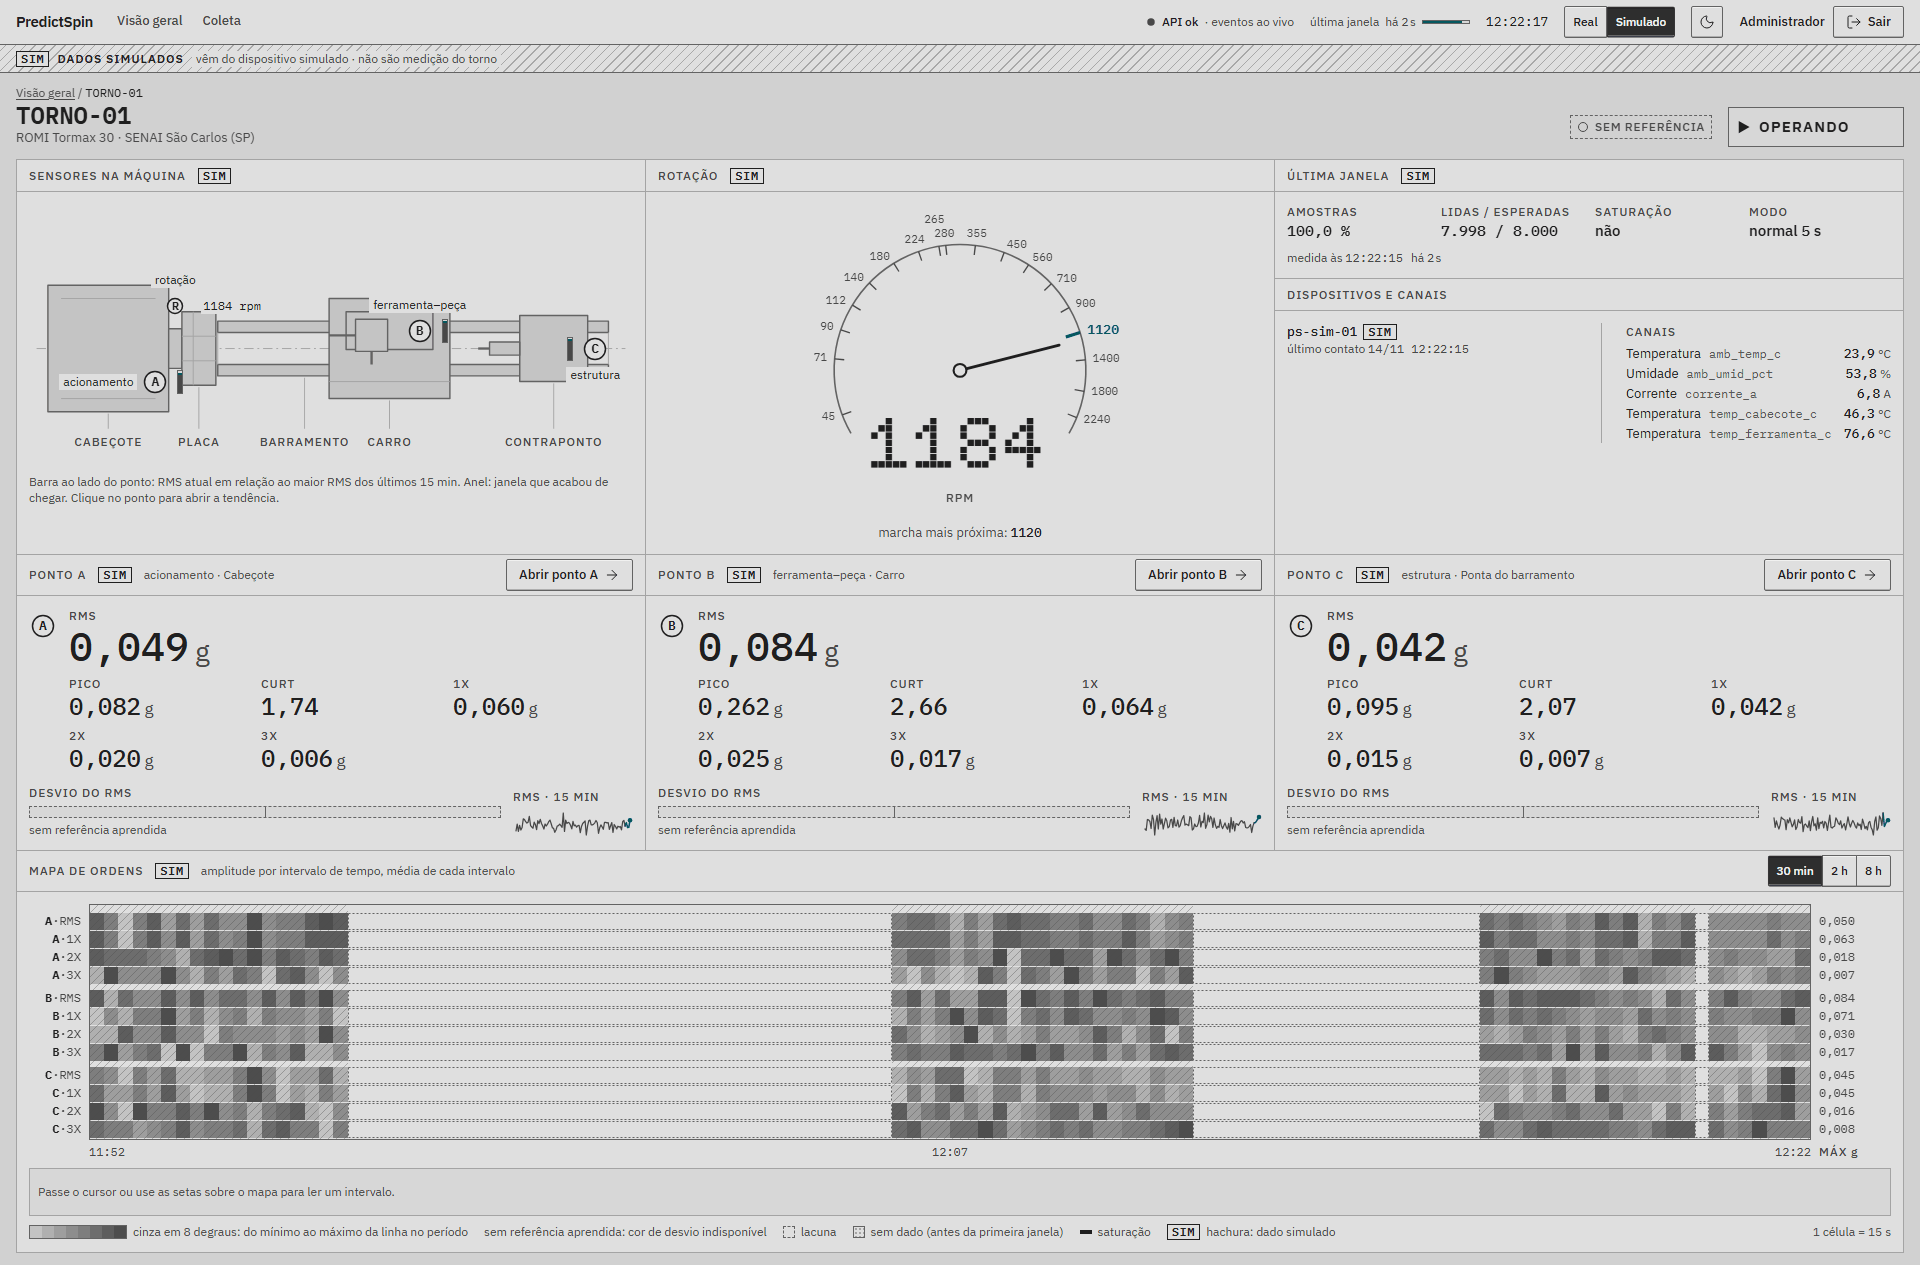 PredictSpin Visão geral Coleta
API ok · eventos ao vivo última janela há 2 s 12:22:17 Real Simulado Administrador Sair
SIM DADOS SIMULADOS vêm do dispositivo simulado · não são medição do torno
Visão geral / TORNO-01
TORNO-01
ROMI Tormax 30 · SENAI São Carlos (SP)
SEM REFERÊNCIA
OPERANDO
SENSORES NA MÁQUINA SIM
rotação
R 1184 rpm
ferramenta–peça
B
C
acionamento A
estrutura
CABEÇOTE PLACA BARRAMENTO CARRO CONTRAPONTO
Barra ao lado do ponto: RMS atual em relação ao maior RMS dos últimos 15 min. Anel: janela que acabou de
chegar. Clique no ponto para abrir a tendência.
ROTAÇÃO SIM
45
71
90
112
140
180
224
265
280
355
450
560
710
900
1120
1400
1800
2240
1184
RPM
marcha mais próxima: 1120
ÚLTIMA JANELA SIM
AMOSTRAS LIDAS / ESPERADAS SATURAÇÃO MODO
100,0 % 7.998 / 8.000 não normal 5 s
medida às 12:22:15 há 2 s
DISPOSITIVOS E CANAIS
ps-sim-01 SIM
último contato 14/11 12:22:15
CANAIS
Temperatura amb_temp_c 23,9 °C
Umidade amb_umid_pct 53,8 %
Corrente corrente_a 6,8 A
Temperatura temp_cabecote_c 46,3 °C
Temperatura temp_ferramenta_c 76,6 °C
PONTO A SIM acionamento · Cabeçote Abrir ponto A
A
RMS
0,049 g
PICO CURT 1X
0,082 g 1,74 0,060 g
2X 3X
0,020 g 0,006 g
DESVIO DO RMS RMS · 15 MIN
sem referência aprendida
PONTO B SIM ferramenta–peça · Carro Abrir ponto B
B
RMS
0,084 g
PICO CURT 1X
0,262 g 2,66 0,064 g
2X 3X
0,025 g 0,017 g
DESVIO DO RMS RMS · 15 MIN
sem referência aprendida
PONTO C SIM estrutura · Ponta do barramento Abrir ponto C
C
RMS
0,042 g
PICO CURT 1X
0,095 g 2,07 0,042 g
2X 3X
0,015 g 0,007 g
DESVIO DO RMS RMS · 15 MIN
sem referência aprendida
MAPA DE ORDENS SIM amplitude por intervalo de tempo, média de cada intervalo 30 min 2 h 8 h
A·RMS 0,050
A·1X 0,063
A·2X 0,018
A·3X 0,007
B·RMS 0,084
B·1X 0,071
B·2X 0,030
B·3X 0,017
C·RMS 0,045
C·1X 0,045
C·2X 0,016
C·3X 0,008
11:52 12:07 12:22 MÁX g
Passe o cursor ou use as setas sobre o mapa para ler um intervalo.
cinza em 8 degraus: do mínimo ao máximo da linha no período sem referência aprendida: cor de desvio indisponível lacuna sem dado (antes da primeira janela) saturação SIM hachura: dado simulado 1 célula = 15 s